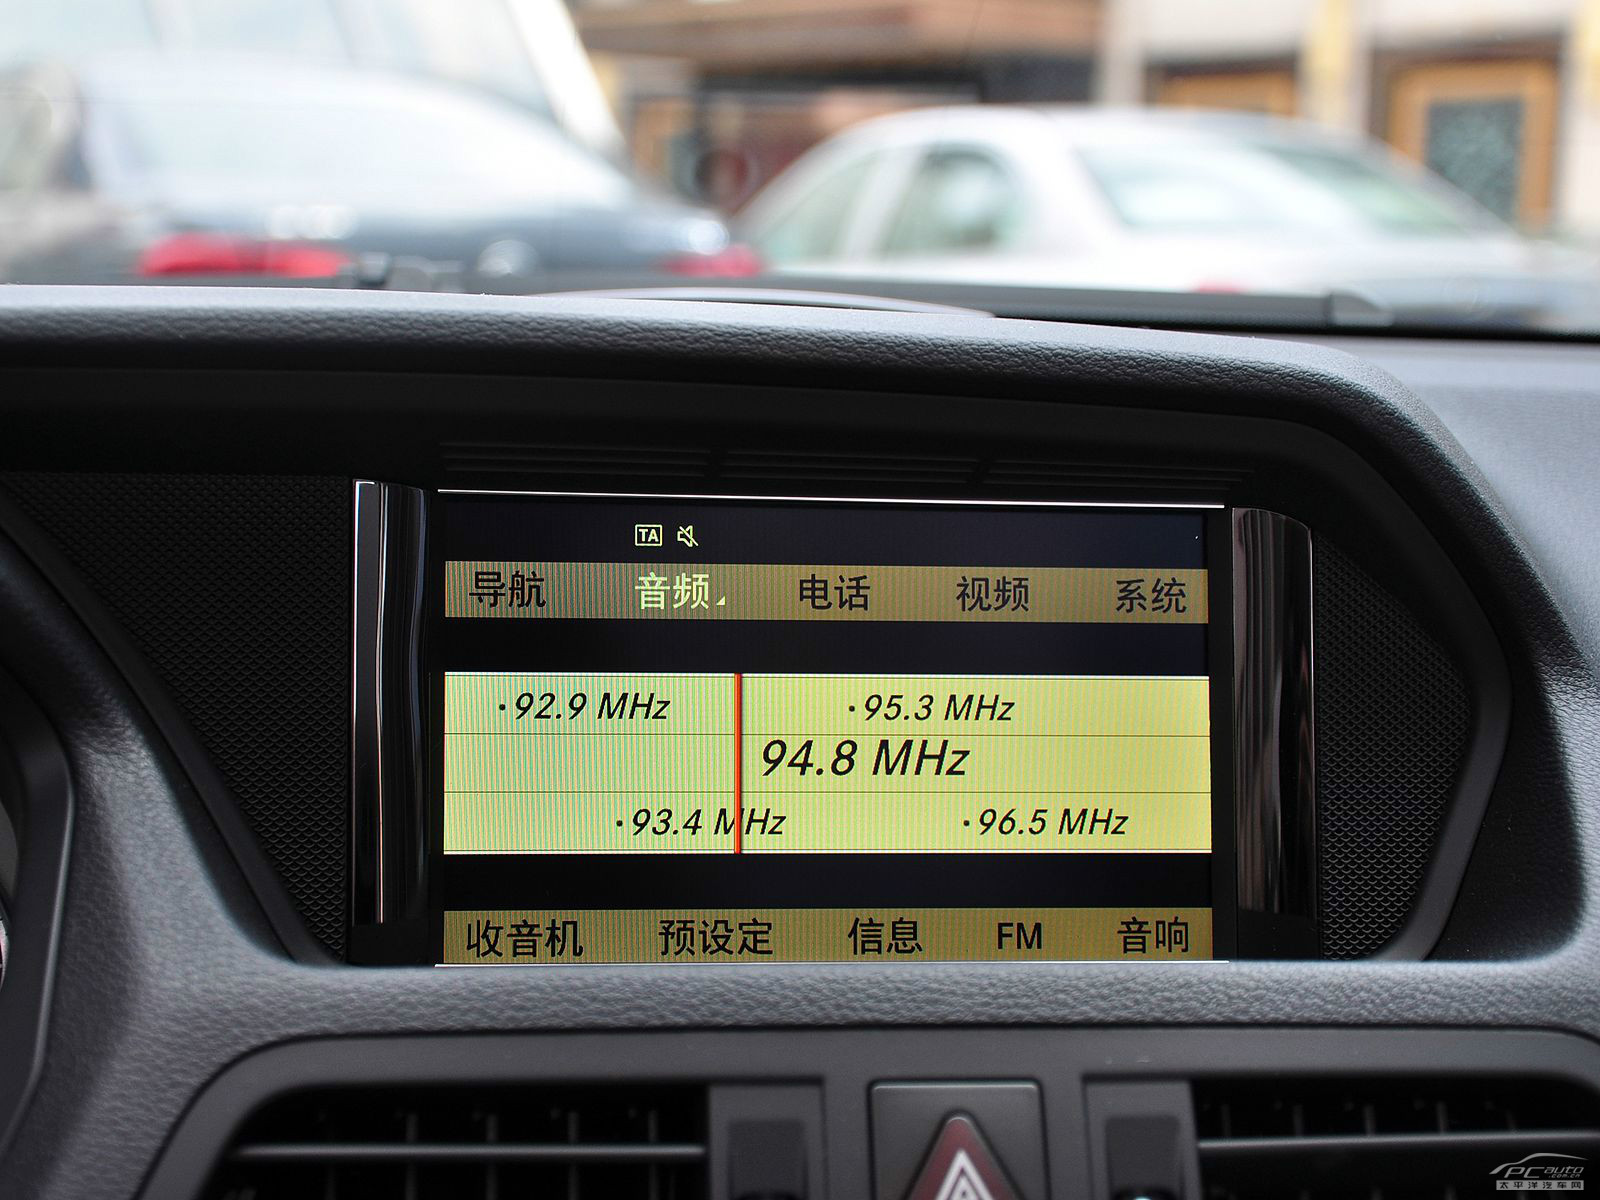 TA
导航 音频 电话 视频 系统
·92.9 MHz ·95.3 MHz
94.8 MHz
·93.4 MHz ·96.5 MHz
收音机 预设定 信息 FM 音响
PCauto
.com.cn
太平洋汽车网